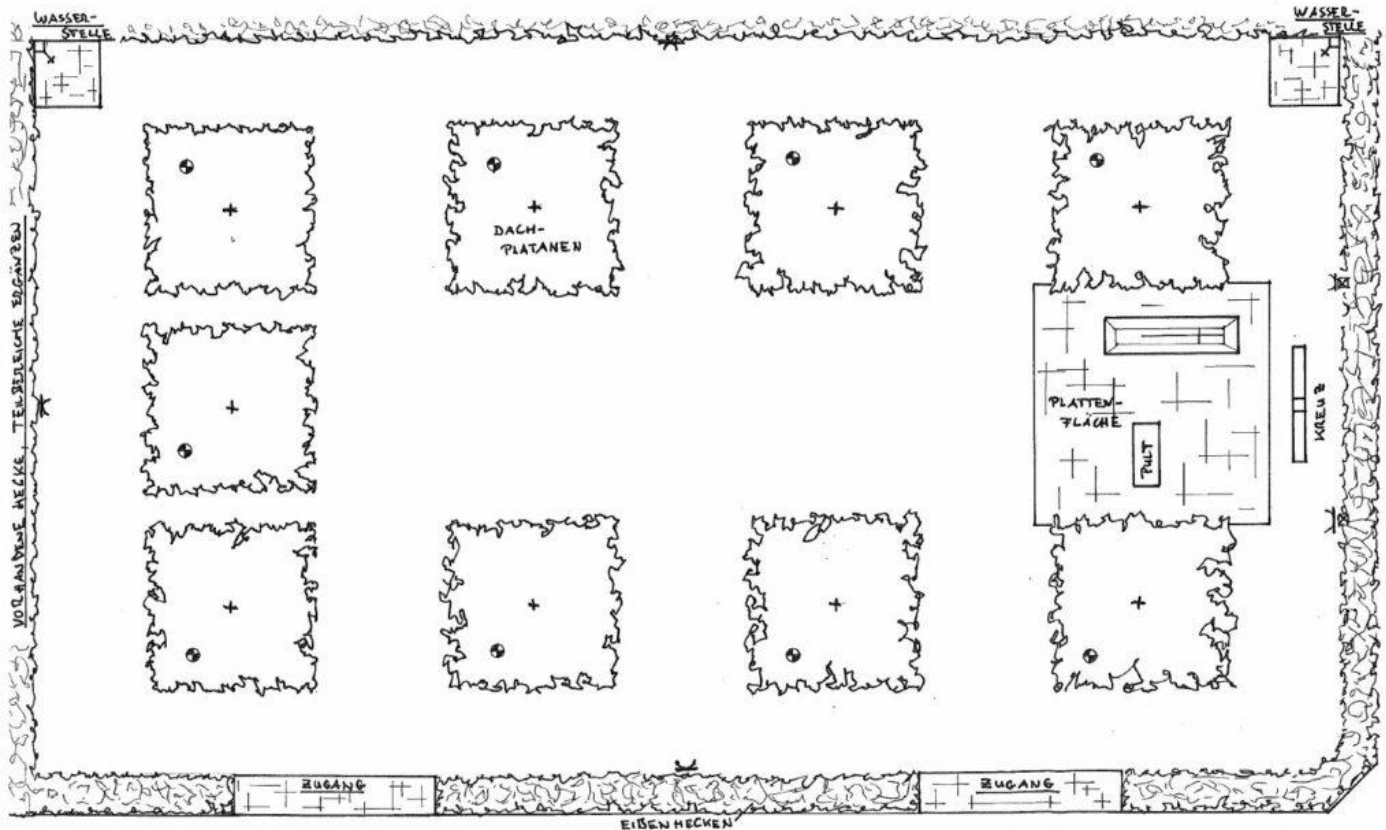 WASSER-
STELLE
WASSER-
STELLE
DACH-
PLATANEN
VORHANDENE HECKE, TEILBEREICHE ERGÄNZEN
PLATTEN-
FLÄCHE
PULT
KREUZ
ZUGANG
ZUGANG
EIBENHECKEN